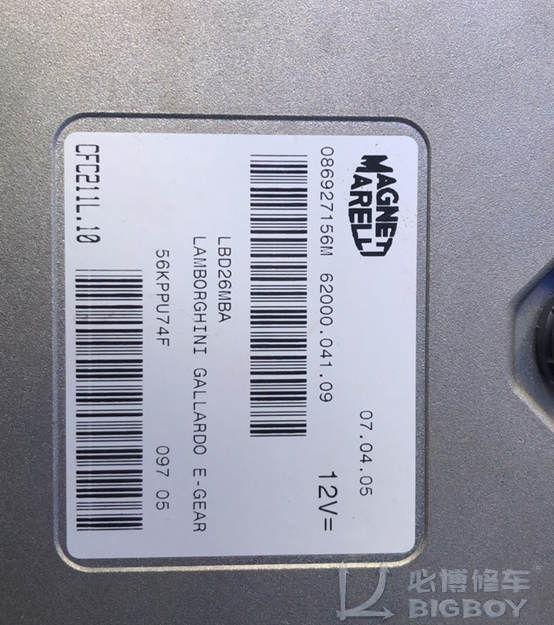 MAGNETI
MARELLI
07.04.05
086927156M 62000.041.09
12V=
LBD26MBA
LAMBORGHINI GALLARDO E-GEAR
56KPPU74F
097 05
CFC211L.10
必博修车
BIGBOY